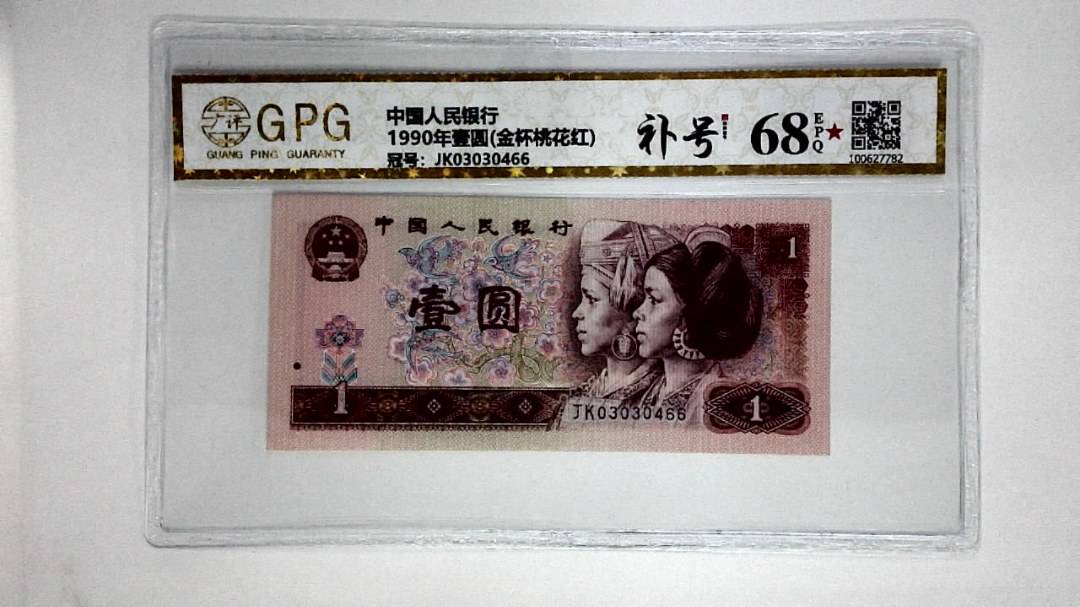 GPG
GUANG PING GUARANTY
中国人民银行
1990年壹圆(金杯桃花红)
冠号：JK03030466
补号
68
EPQ
100627782
中国人民銀行
1
壹圆
1
JK03030466
1